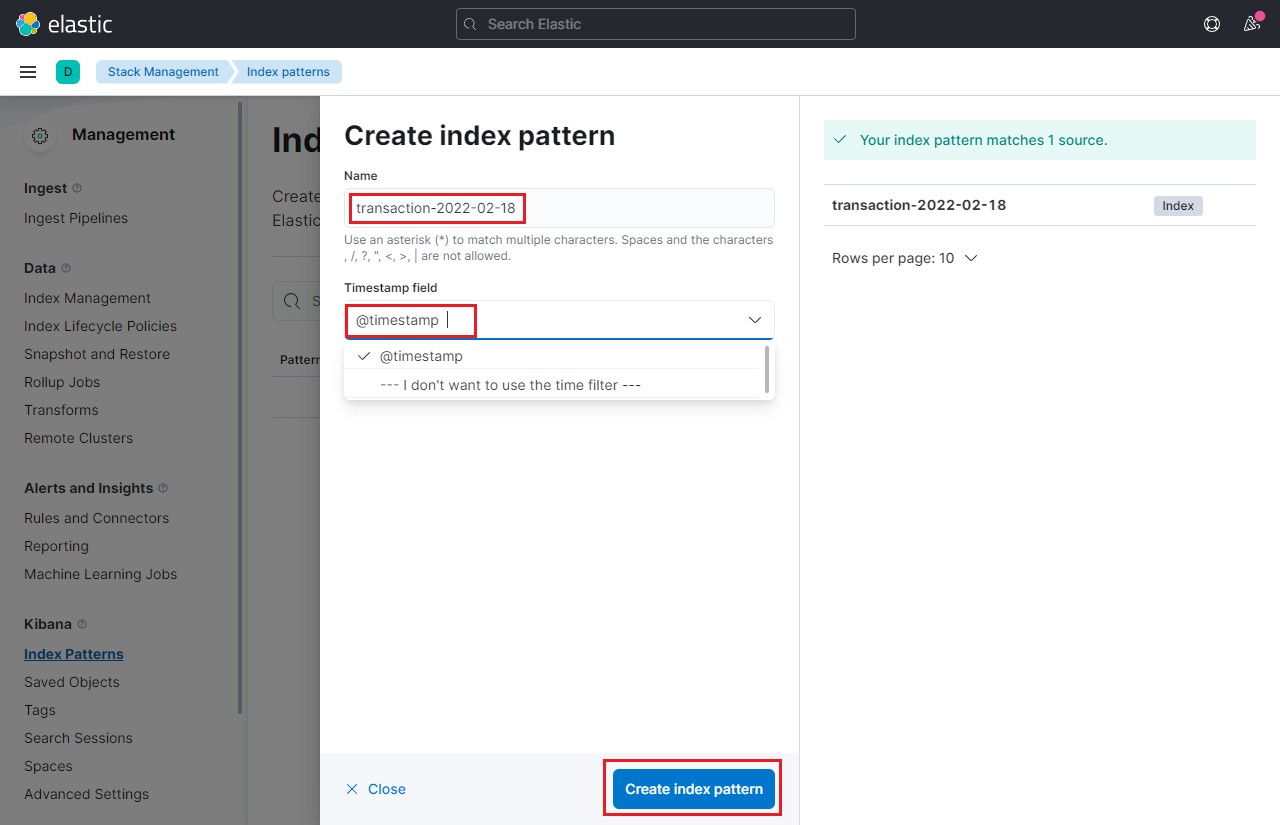 elastic
Search Elastic
D
Stack Management
Index patterns
Management
Ingest
Ingest Pipelines
Data
Index Management
Index Lifecycle Policies
Snapshot and Restore
Rollup Jobs
Transforms
Remote Clusters
Alerts and Insights
Rules and Connectors
Reporting
Machine Learning Jobs
Kibana
Index Patterns
Saved Objects
Tags
Search Sessions
Spaces
Advanced Settings
Ind
Create
Elastic
S
Pattern
Create index pattern
Name
transaction-2022-02-18
Use an asterisk (*) to match multiple characters. Spaces and the characters
, /, ?, ", <, >, | are not allowed.
Timestamp field
@timestamp
@timestamp
--- I don't want to use the time filter ---
Close
Create index pattern
Your index pattern matches 1 source.
transaction-2022-02-18 Index
Rows per page: 10